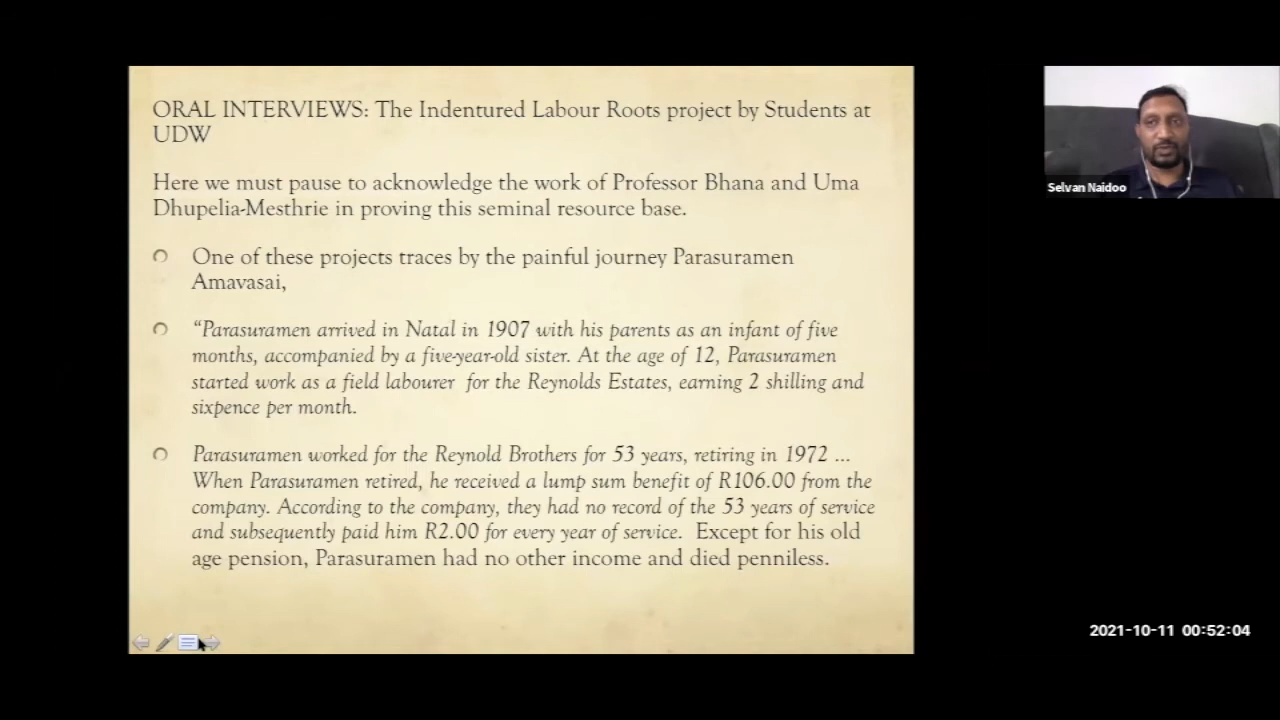 ORAL INTERVIEWS: The Indentured Labour Roots project by Students at
UDW
Here we must pause to acknowledge the work of Professor Bhana and Uma
Dhupelia-Mesthrie in proving this seminal resource base.
One of these projects traces by the painful journey Parasuramen
Amavasai,
“Parasuramen arrived in Natal in 1907 with his parents as an infant of five
months, accompanied by a five-year-old sister. At the age of 12, Parasuramen
started work as a field labourer for the Reynolds Estates, earning 2 shilling and
sixpence per month.
Parasuramen worked for the Reynold Brothers for 53 years, retiring in 1972 ...
When Parasuramen retired, he received a lump sum benefit of R106.00 from the
company. According to the company, they had no record of the 53 years of service
and subsequently paid him R2.00 for every year of service. Except for his old
age pension, Parasuramen had no other income and died penniless.
Selvan Naidoo
2021-10-11 00:52:04